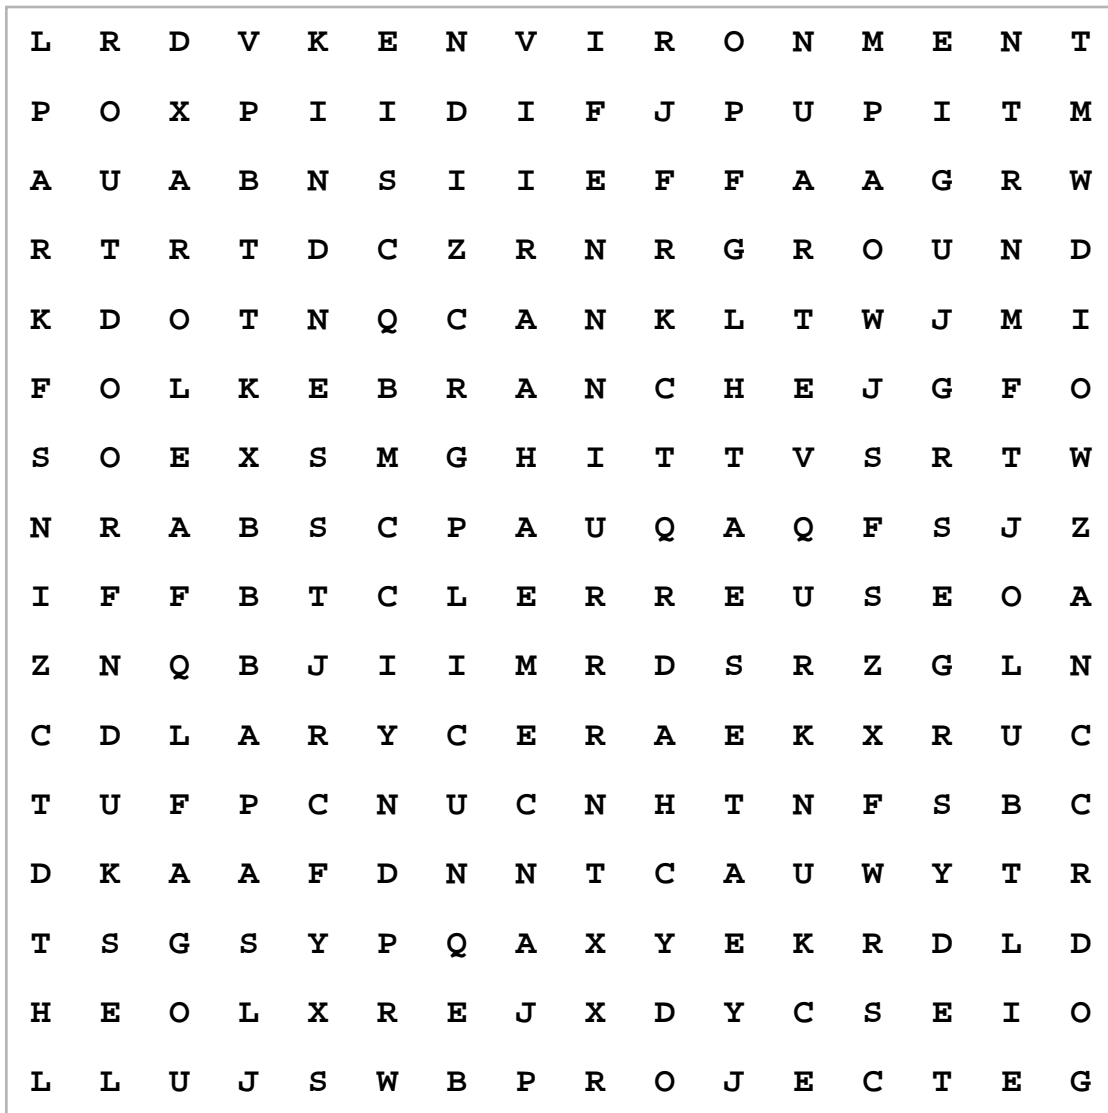 L R D V K E N V I R O N M E N T
P O X P I I D I F J P U P I T M
A U A B N S I I E F F A A G R W
R T R T D C Z R N R G R O U N D
K D O T N Q C A N K L T W J M I
F O L K E B R A N C H E J G F O
S O E X S M G H I T T V S R T W
N R A B S C P A U Q A Q F S J Z
I F F B T C L E R R E U S E O A
Z N Q B J I I M R D S R Z G L N
C D L A R Y C E R A E K X R U C
T U F P C N U C N H T N F S B C
D K A A F D N N T C A U W Y T R
T S G S Y P Q A X Y E K R D L D
H E O L X R E J X D Y C S E I O
L L U J S W B P R O J E C T E G